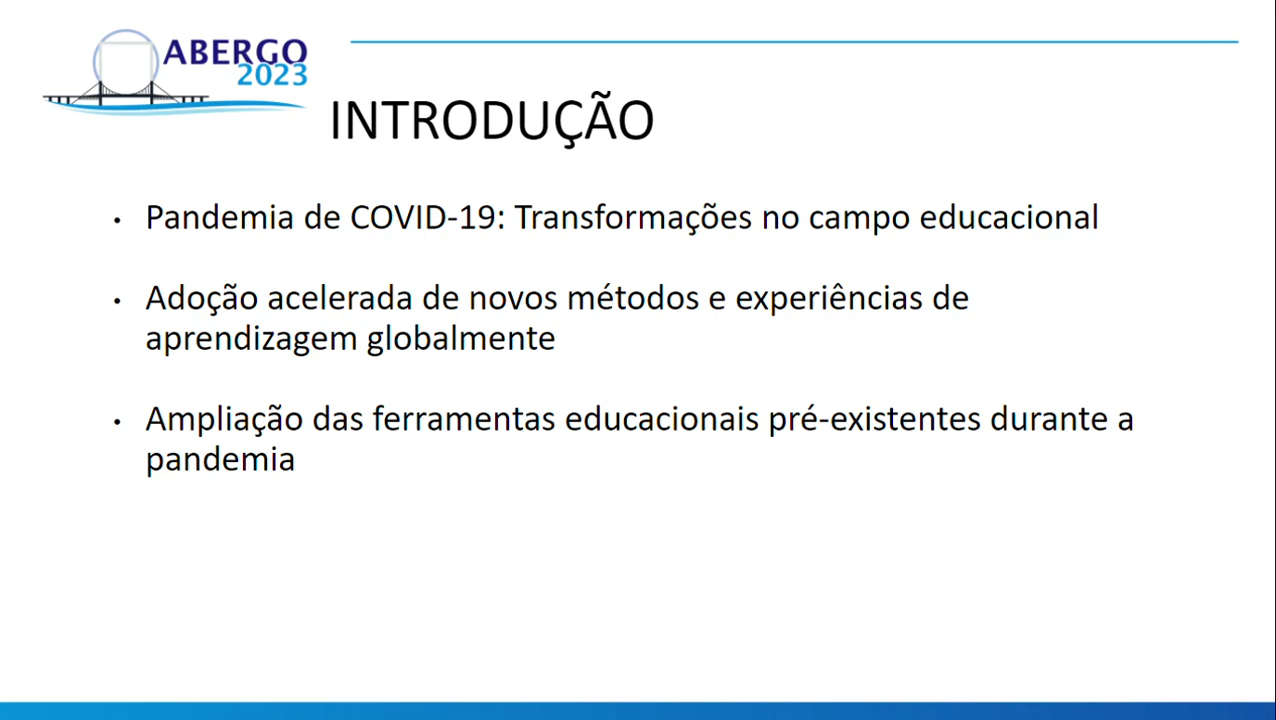 ABERGO
2023
INTRODUÇÃO
• Pandemia de COVID-19: Transformações no campo educacional
• Adoção acelerada de novos métodos e experiências de
aprendizagem globalmente
• Ampliação das ferramentas educacionais pré-existentes durante a
pandemia